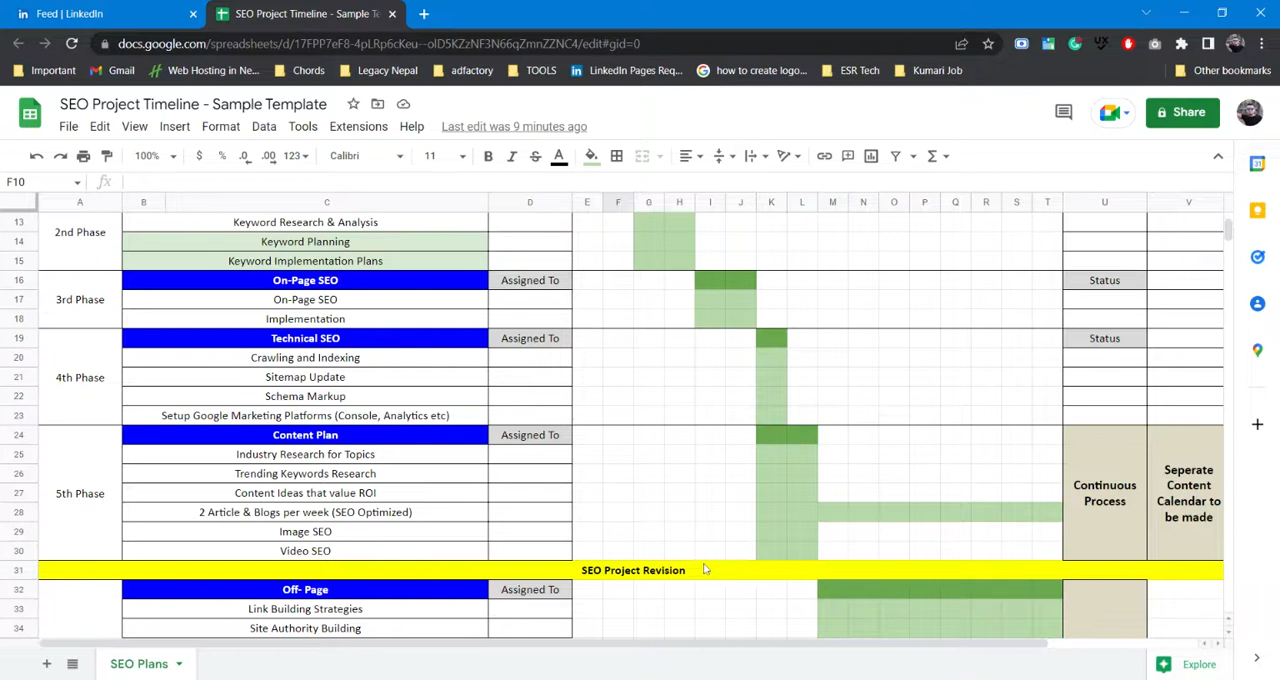 Feed | LinkedIn
SEO Project Timeline - Sample Te
docs.google.com/spreadsheets/d/17FPP7eF8-4pLRp6cKeu--olD5KZzNF3N66qZmnZZNC4/edit#gid=0
Important Gmail Web Hosting in Ne... Chords Legacy Nepal adfactory TOOLS LinkedIn Pages Req... how to create logo... ESR Tech Kumari Job Other bookmarks
SEO Project Timeline - Sample Template
File Edit View Insert Format Data Tools Extensions Help Last edit was 9 minutes ago
Share
100% $ % .0 .00 123 Calibri 11 B I S A
F10 fx
A B C D E F G H I J K L M N O P Q R S T U V
13 Keyword Research & Analysis
2nd Phase
14 Keyword Planning
15 Keyword Implementation Plans
16 On-Page SEO Assigned To Status
17 3rd Phase On-Page SEO
18 Implementation
19 Technical SEO Assigned To Status
20 Crawling and Indexing
21 4th Phase Sitemap Update
22 Schema Markup
23 Setup Google Marketing Platforms (Console, Analytics etc)
24 Content Plan Assigned To
25 Industry Research for Topics
26 Trending Keywords Research
27 5th Phase Content Ideas that value ROI
28 2 Article & Blogs per week (SEO Optimized)
29 Image SEO
30 Video SEO
Continuous
Process
Seperate
Content
Calendar to
be made
31 SEO Project Revision
32 Off- Page Assigned To
33 Link Building Strategies
34 Site Authority Building
SEO Plans
Explore